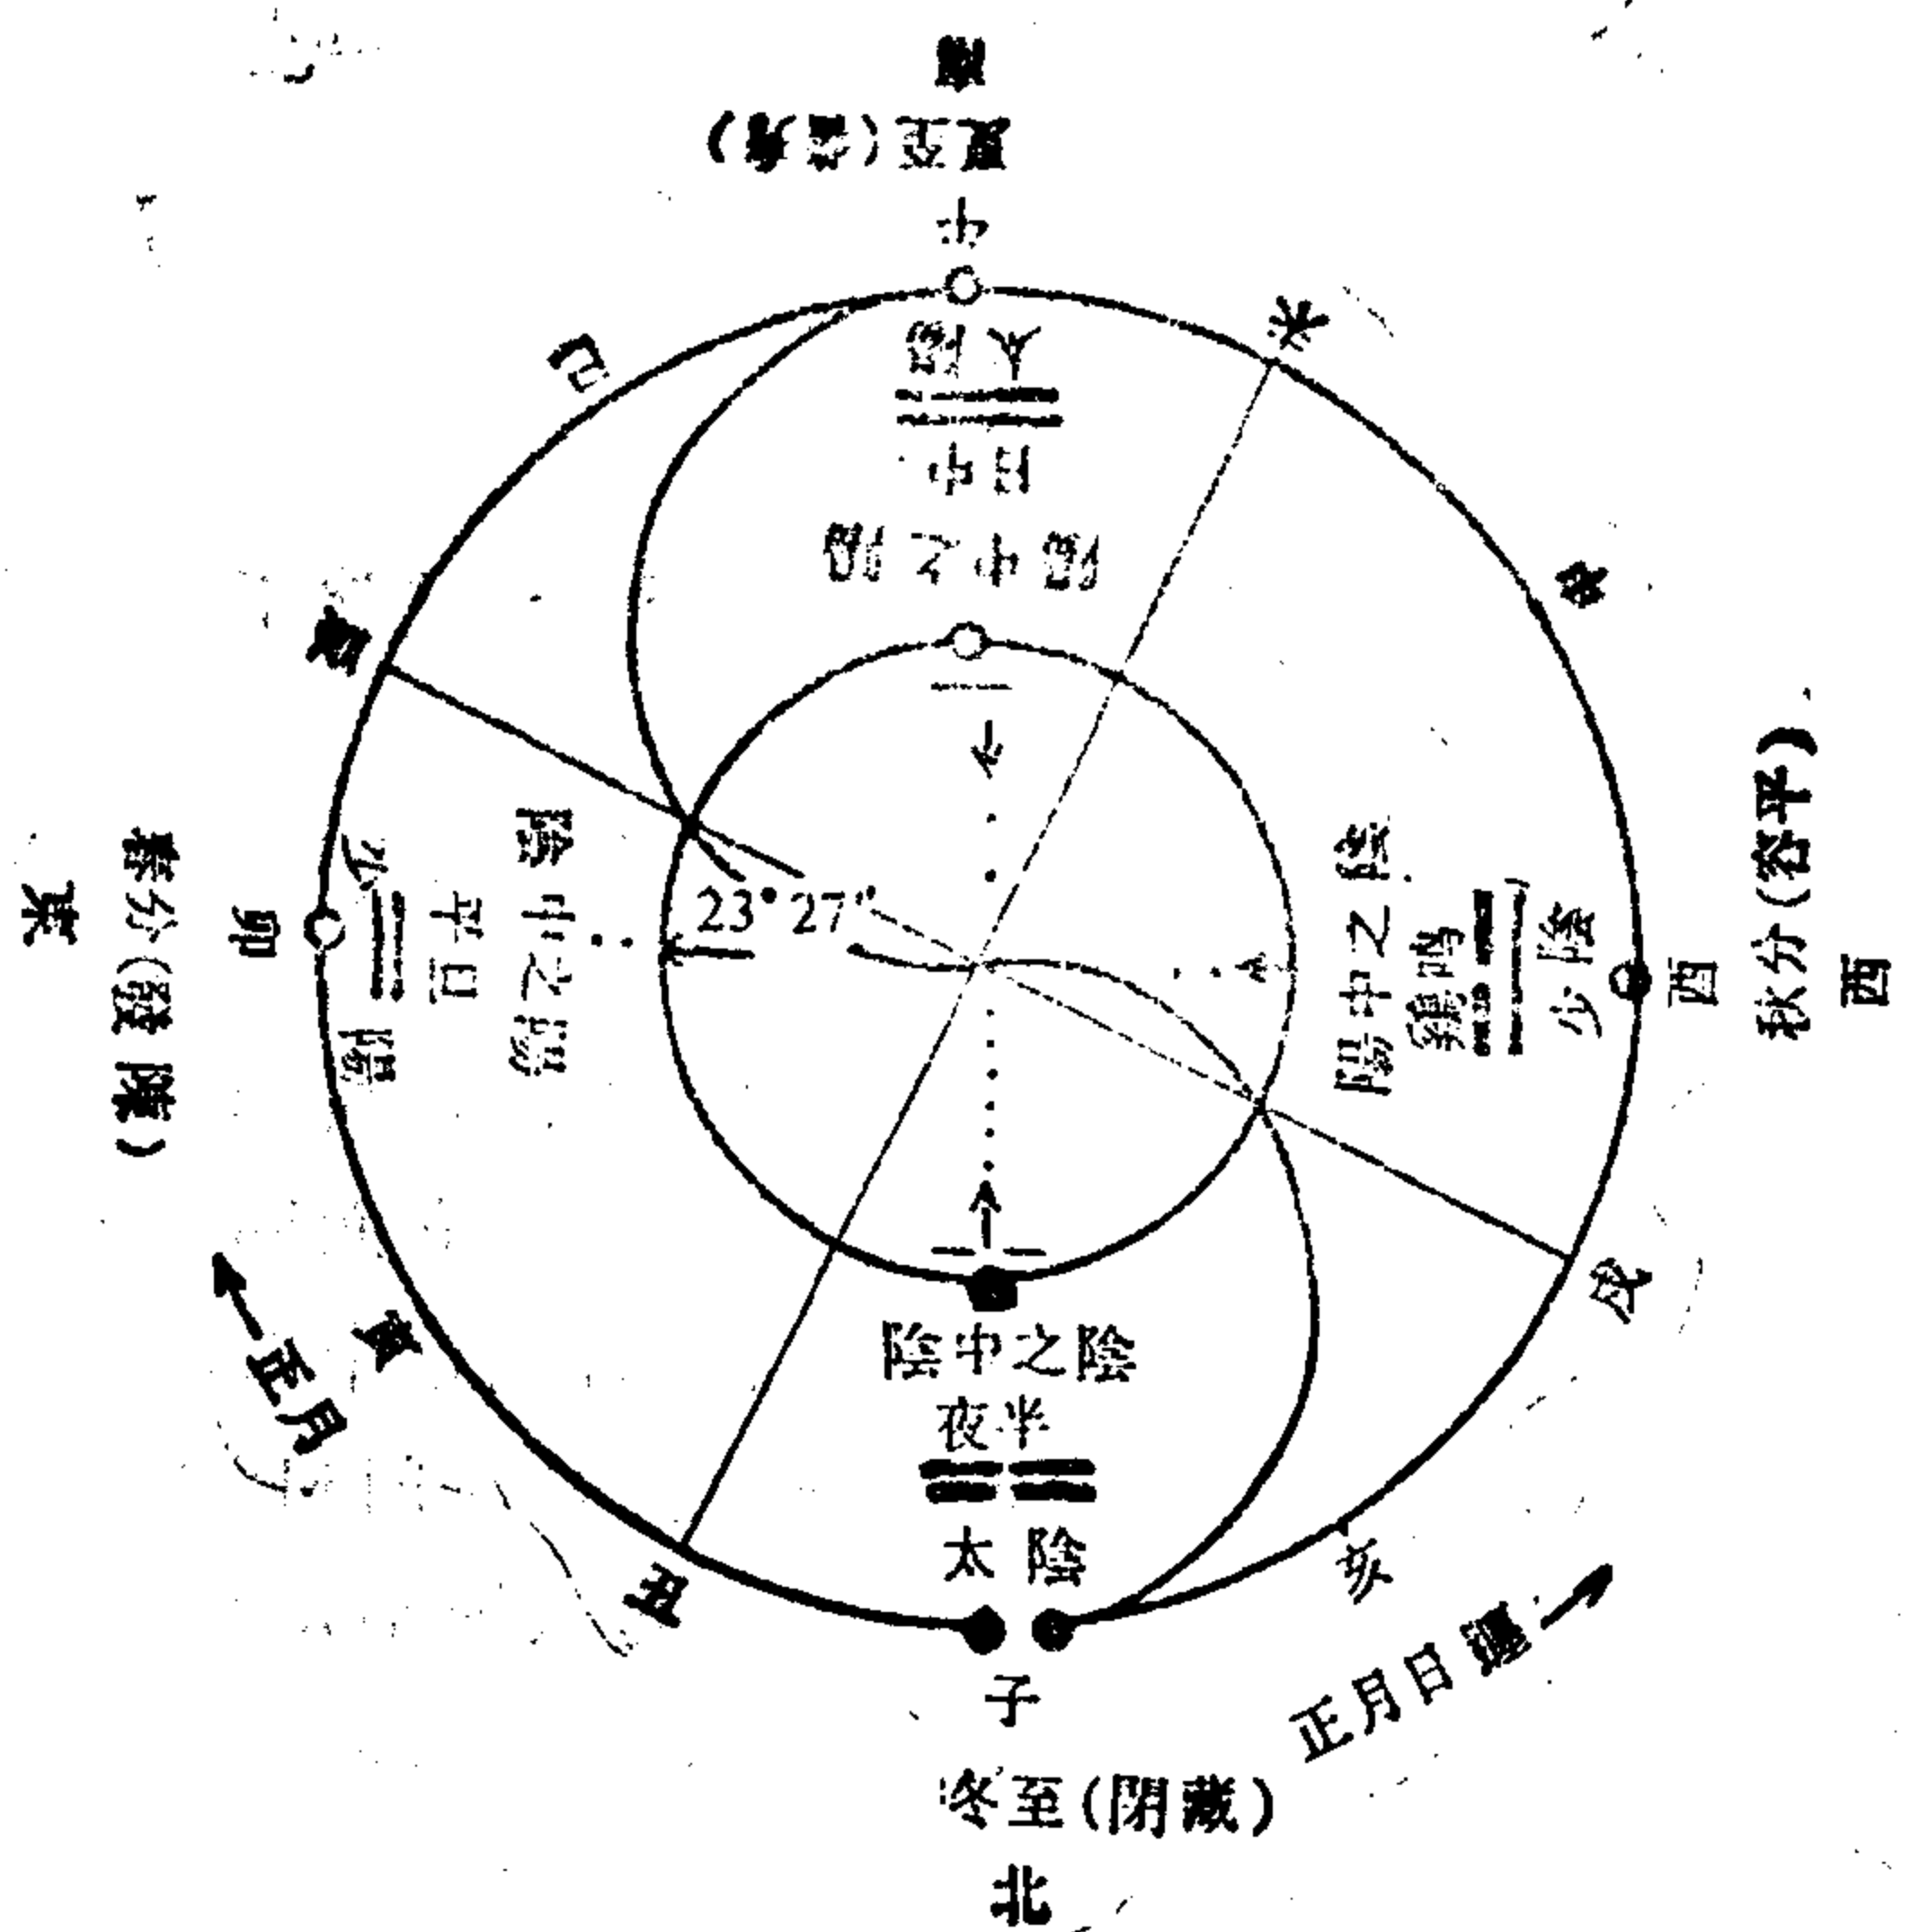 南
夏至(蕃秀)
午
未
申
酉
戌
亥
子
丑
寅
卯
辰
巳
太陽
日中
陽中之陽
一
23°27"
平旦
陰中之陽
少陽
東
春分(發陳)
陽中之陰
雞鳴
少陰
秋分(容平)
西
陰中之陰
夜半
太陰
正月
正月日躔
冬至(閉藏)
北